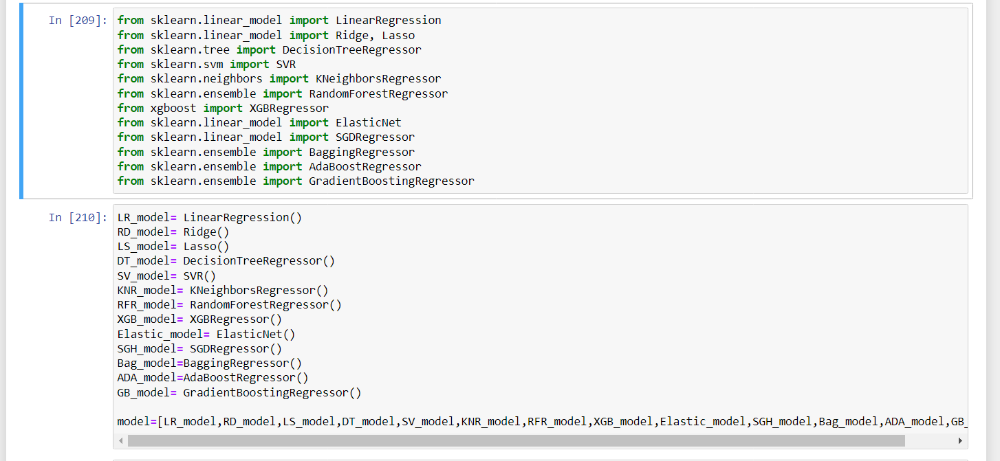 In [209]:
from sklearn.linear_model import LinearRegression
from sklearn.linear_model import Ridge, Lasso
from sklearn.tree import DecisionTreeRegressor
from sklearn.svm import SVR
from sklearn.neighbors import KNeighborsRegressor
from sklearn.ensemble import RandomForestRegressor
from xgboost import XGBRegressor
from sklearn.linear_model import ElasticNet
from sklearn.linear_model import SGDRegressor
from sklearn.ensemble import BaggingRegressor
from sklearn.ensemble import AdaBoostRegressor
from sklearn.ensemble import GradientBoostingRegressor
In [210]:
LR_model= LinearRegression()
RD_model= Ridge()
LS_model= Lasso()
DT_model= DecisionTreeRegressor()
SV_model= SVR()
KNR_model= KNeighborsRegressor()
RFR_model= RandomForestRegressor()
XGB_model= XGBRegressor()
Elastic_model= ElasticNet()
SGH_model= SGDRegressor()
Bag_model=BaggingRegressor()
ADA_model=AdaBoostRegressor()
GB_model= GradientBoostingRegressor()
model=[LR_model,RD_model,LS_model,DT_model,SV_model,KNR_model,RFR_model,XGB_model,Elastic_model,SGH_model,Bag_model,ADA_model,GB_